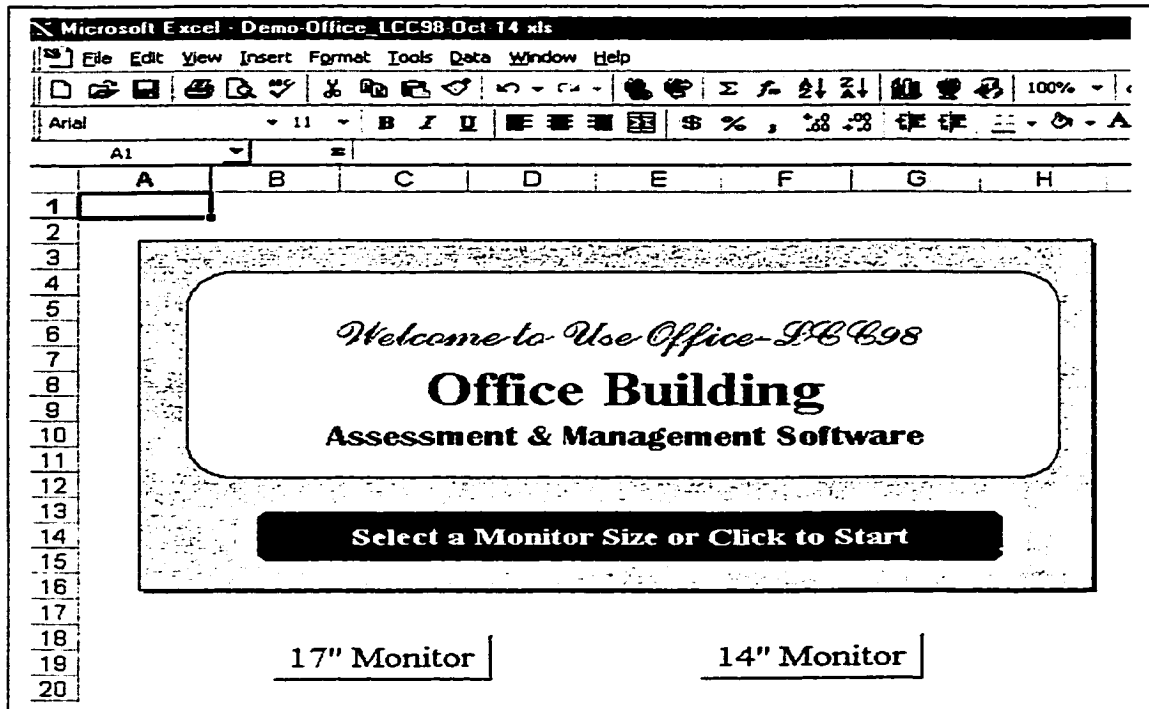 Microsoft Excel - Demo-Office_LCC98-Oct-14 xls
File Edit View Insert Format Tools Data Window Help
100%
Arial 11 B I U $ % ,
A1 =
A B C D E F G H
1
2
3
4
5
6
7
8
9
10
11
12
13
14
15
16
17
18
19
20
Welcome to Use Office-LCC98
Office Building
Assessment & Management Software
Select a Monitor Size or Click to Start
17" Monitor 14" Monitor